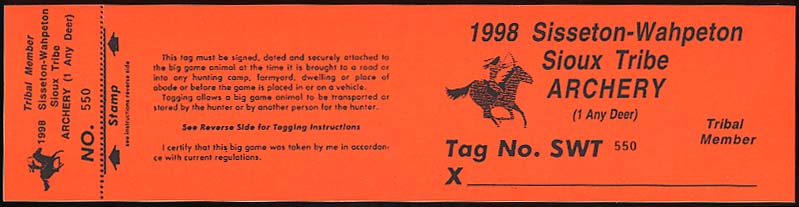 Tribal Member
1998 Sisseton-Wahpeton
Sioux Tribe
ARCHERY (1 Any Deer)
NO. 550
Stamp
see instructions reverse side
This tag must be signed, dated and securely attached to
the big game animal at the time it is brought to a road or
into any hunting camp, farmyard, dwelling or place of
abode or before the game is placed in or on a vehicle.
Tagging allows a big game animal to be transported or
stored by the hunter or by another person for the hunter.
See Reverse Side for Tagging Instructions
I certify that this big game was taken by me in accordan-
ce with current regulations.
1998 Sisseton-Wahpeton
Sioux Tribe
ARCHERY
(1 Any Deer)
Tribal
Member
Tag No. SWT 550
X